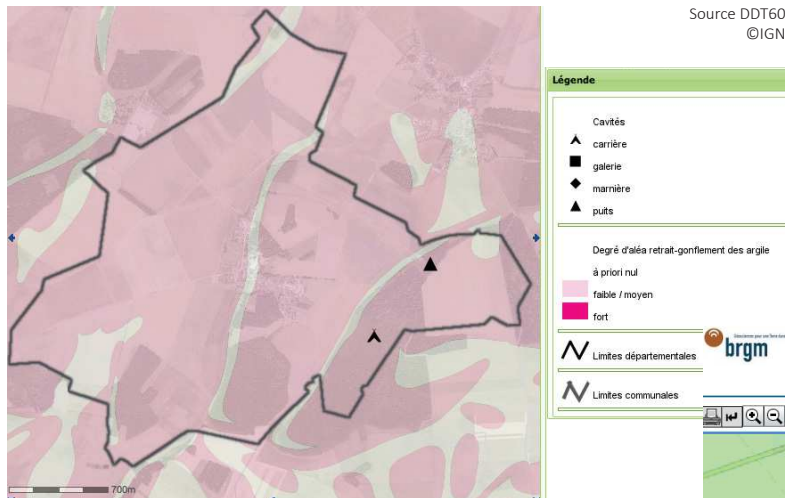 Source DDT60
©IGN
Légende
Cavités
carrière
galerie
marnière
puits
Degré d'aléa retrait-gonflement des argile
à priori nul
faible / moyen
fort
Limites départementales
brgm
Limites communales
700m